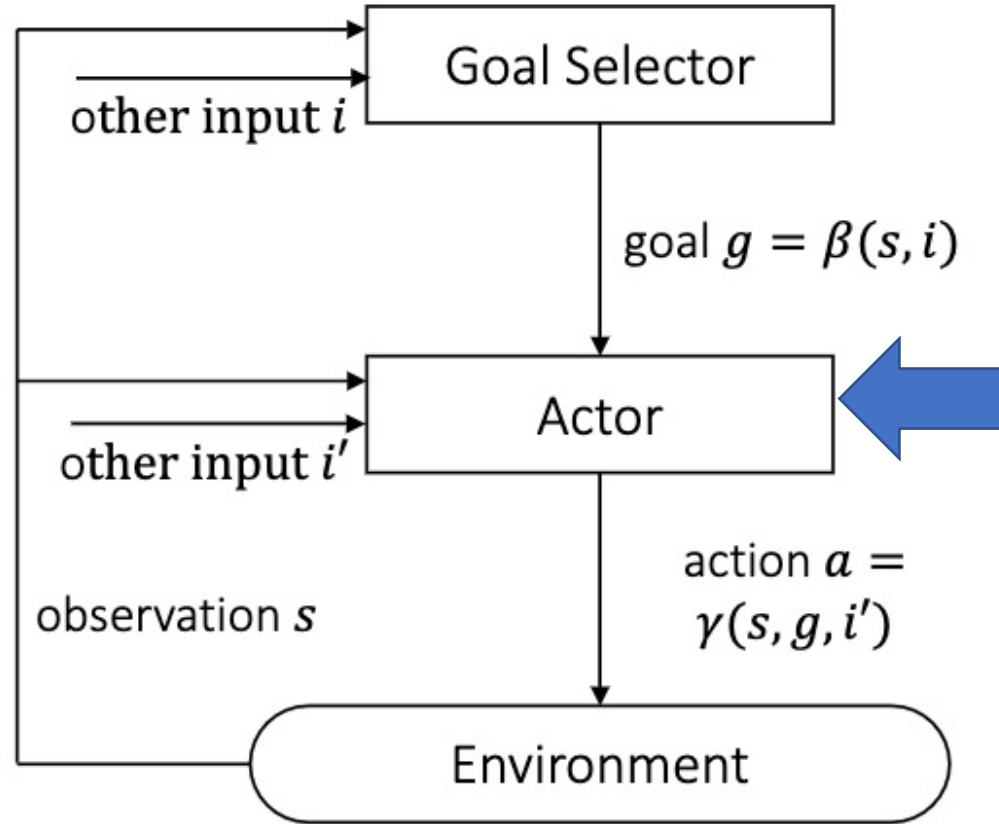 Goal Selector
other input i
goal g = β(s, i)
Actor
other input i′
action a =
γ(s, g, i′)
observation s
Environment